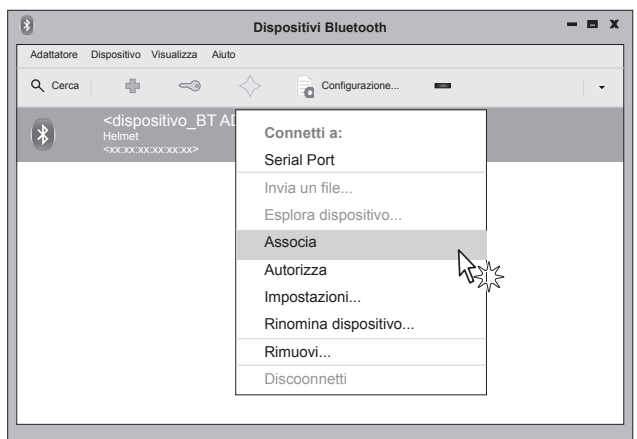 Dispositivi Bluetooth
Adattatore Dispositivo Visualizza Aiuto
Cerca Configurazione...
<dispositivo_BT AD
Helmet
<xx:xx:xx:xx:xx:xx>
Connetti a:
Serial Port
Invia un file...
Esplora dispositivo...
Associa
Autorizza
Impostazioni...
Rinomina dispositivo...
Rimuovi...
Discoonnetti